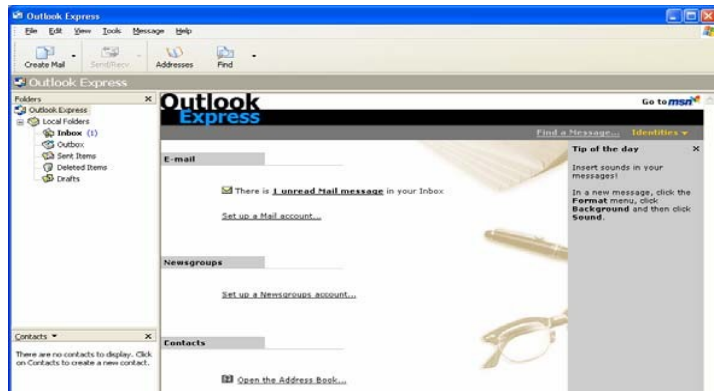 Outlook Express
File Edit View Tools Message Help
Create Mail Send/Recv Addresses Find
Outlook Express
Folders
Outlook Express
Local Folders
Inbox (1)
Outbox
Sent Items
Deleted Items
Drafts
Contacts
There are no contacts to display. Click
on Contacts to create a new contact.
Outlook
Express
Go to msn
Find a Message... Identities
E-mail
There is 1 unread Mail message in your Inbox
Set up a Mail account...
Newsgroups
Set up a Newsgroups account...
Contacts
Open the Address Book...
Tip of the day
Insert sounds in your
messages!
In a new message, click the
Format menu, click
Background and then click
Sound.